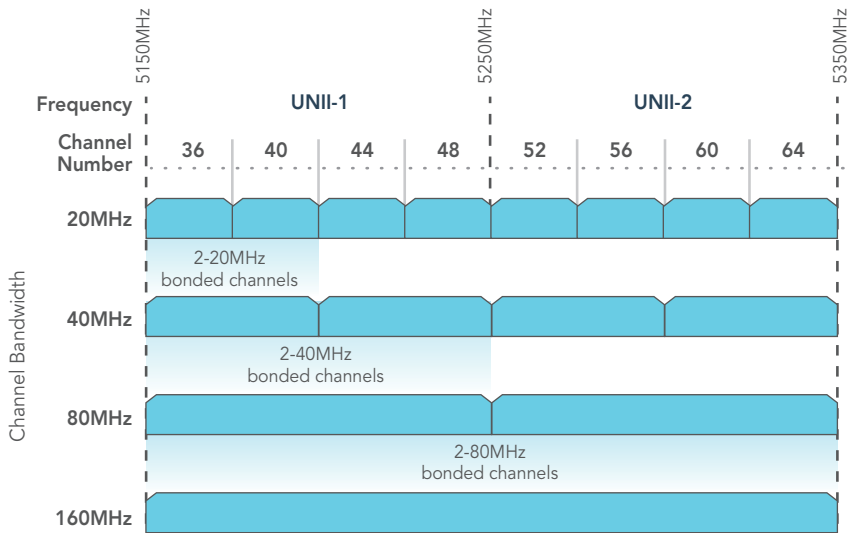 5150MHz
5250MHz
5350MHz
Frequency
UNII-1
UNII-2
Channel
Number
36
40
44
48
52
56
60
64
20MHz
2-20MHz
bonded channels
Channel Bandwidth
40MHz
2-40MHz
bonded channels
80MHz
2-80MHz
bonded channels
160MHz